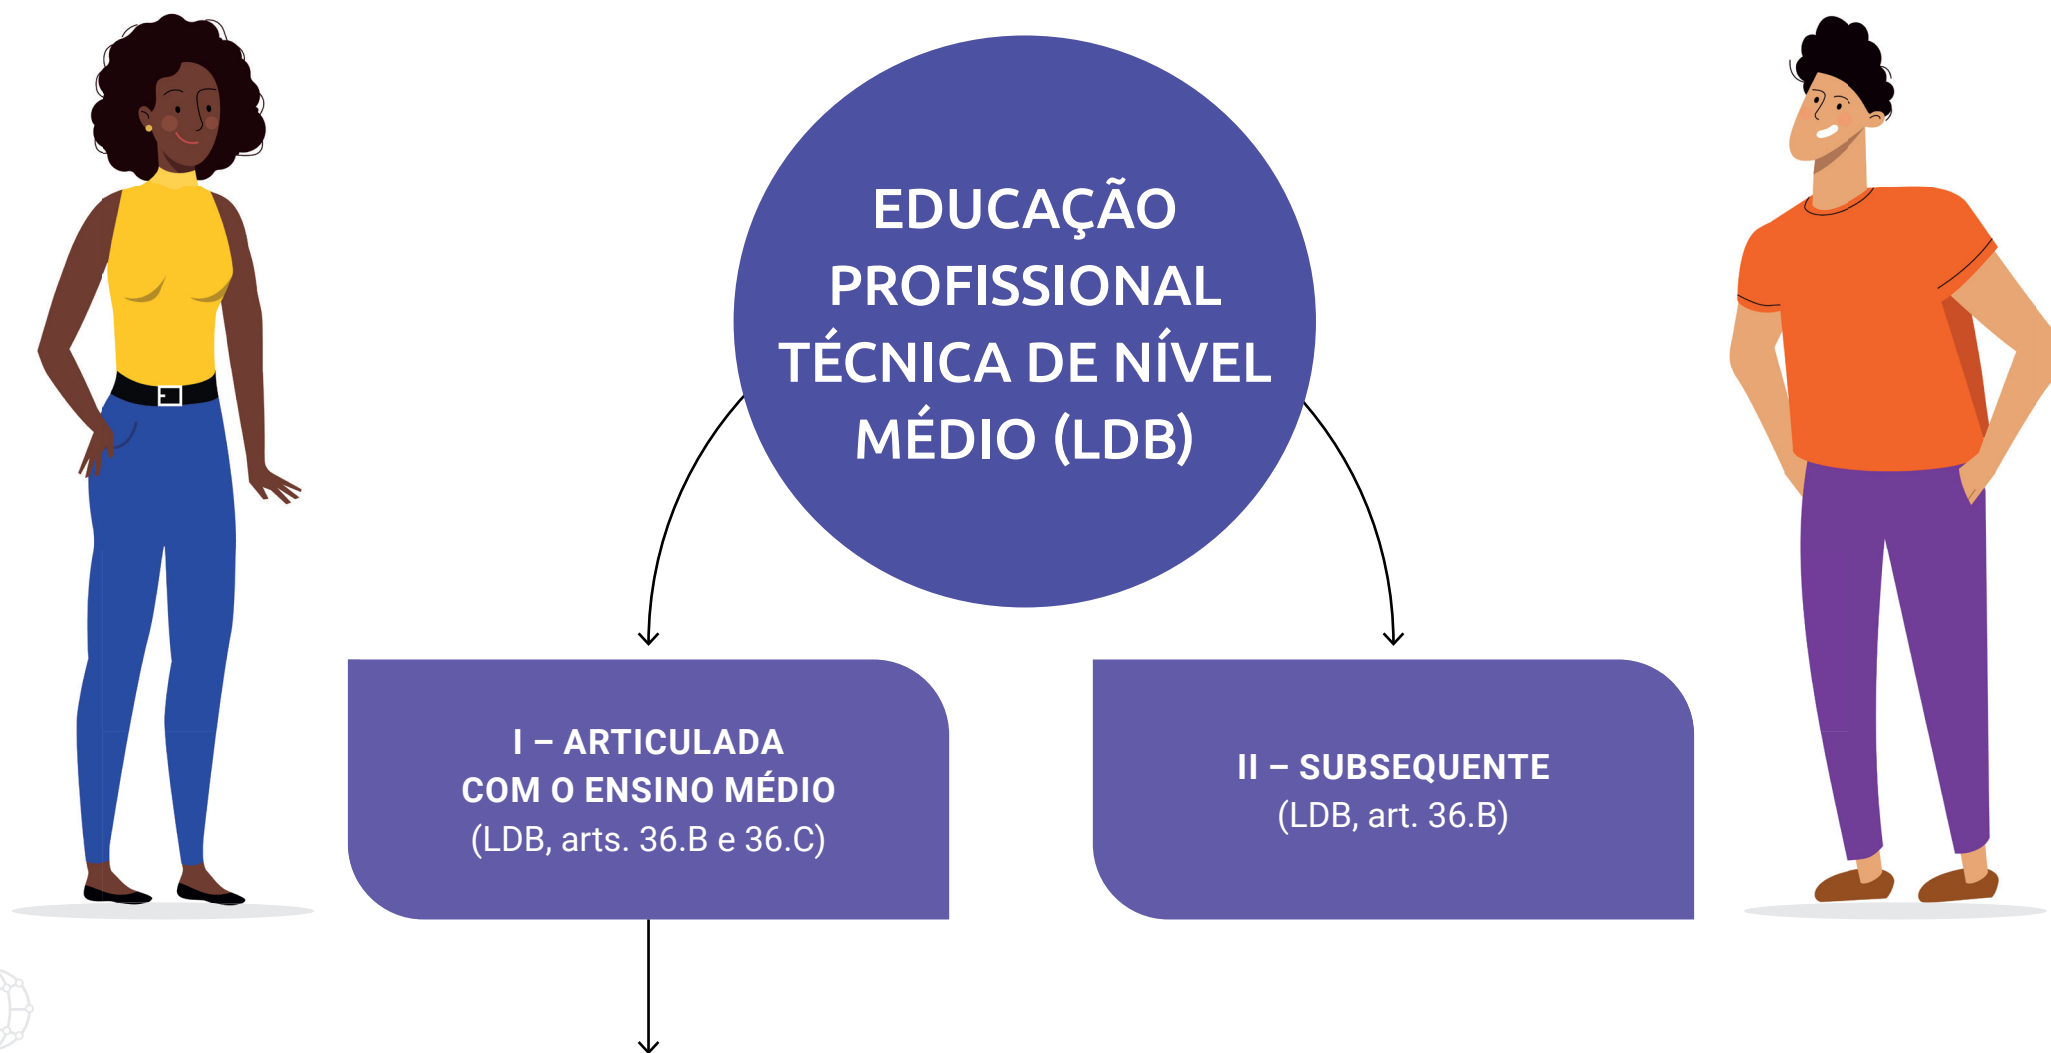 EDUCAÇÃO
PROFISSIONAL
TÉCNICA DE NÍVEL
MÉDIO (LDB)
I – ARTICULADA
COM O ENSINO MÉDIO
(LDB, arts. 36.B e 36.C)
II – SUBSEQUENTE
(LDB, art. 36.B)